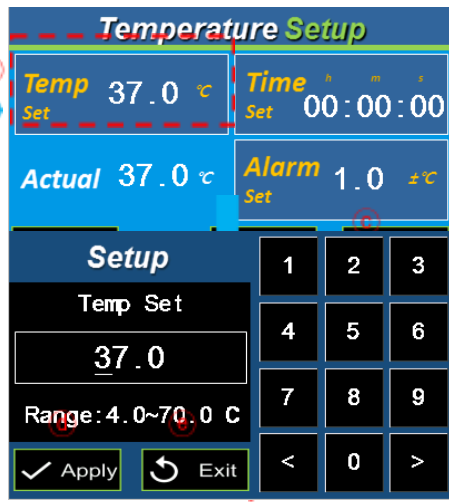 Temperature Setup
Temp Set 37.0 ℃
Time Set h m s 00:00:00
Actual 37.0 ℃
Alarm Set 1.0 ±℃
c
Setup
1 2 3
Temp Set
4 5 6
37.0
7 8 9
Range:4.0~70.0 C
d e
Apply Exit
< 0 >